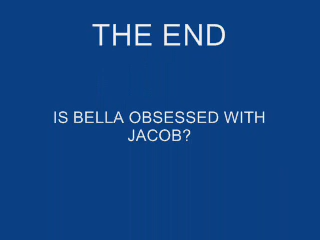 THE END
IS BELLA OBSESSED WITH
JACOB?